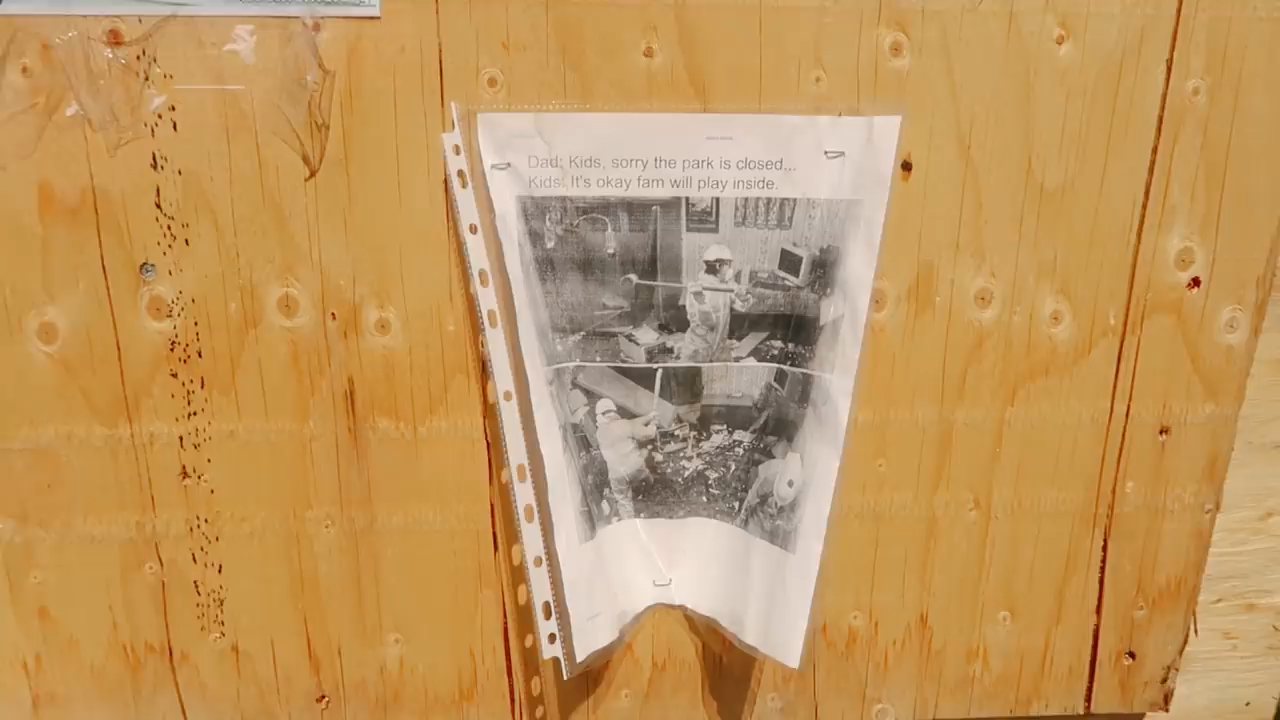 Dad: Kids, sorry the park is closed...
Kids: It's okay fam will play inside.